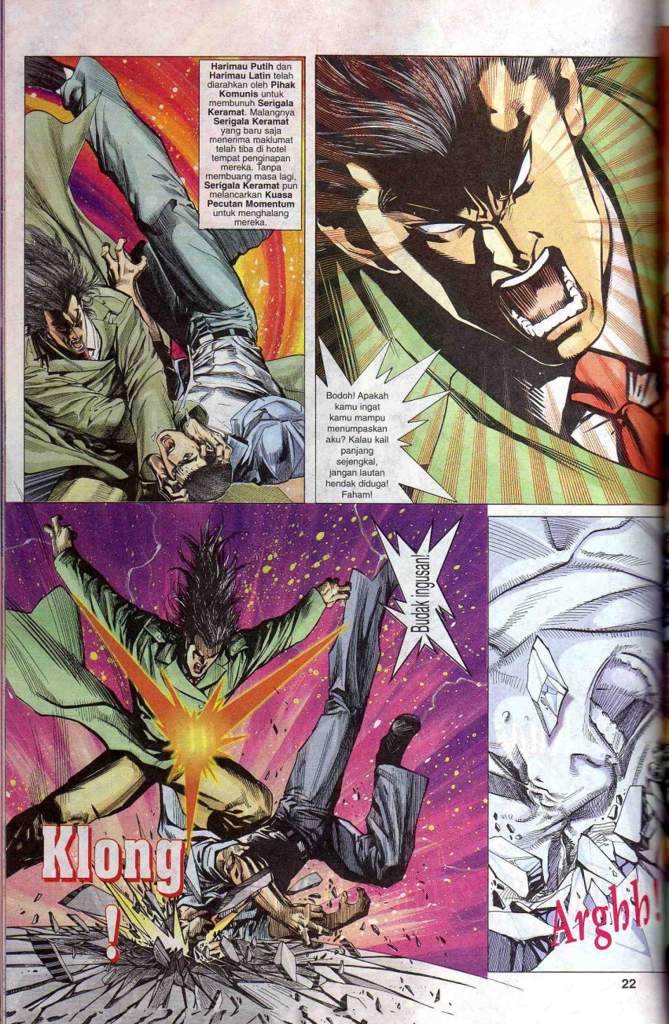 Harimau Putih dan
Harimau Latin telah
diarahkan oleh Pihak
Komunis untuk
membunuh Serigala
Keramat. Malangnya
Serigala Keramat
yang baru saja
menerima maklumat
telah tiba di hotel
tempat penginapan
mereka. Tanpa
membuang masa lagi,
Serigala Keramat pun
melancarkan Kuasa
Pecutan Momentum
untuk menghalang
mereka.
Bodoh! Apakah
kamu ingat
kamu mampu
menumpaskan
aku? Kalau kail
panjang
sejengkal,
jangan lautan
hendak diduga!
Faham!
Budak ingusan!
Klong
!
Arghh!
22